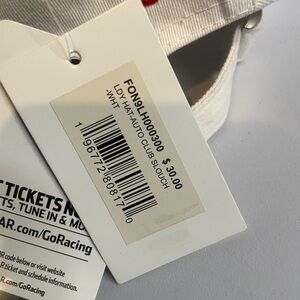 FON9LH000300 $ 30.00
LDY HAT-AUTO CLUB SLOUCH
-WHT
1 96772 80817 0
T TICKETS N
TS, TUNE IN & MO
AR.com/GoRacing
QR code below or visit website
R ticket and schedule information.